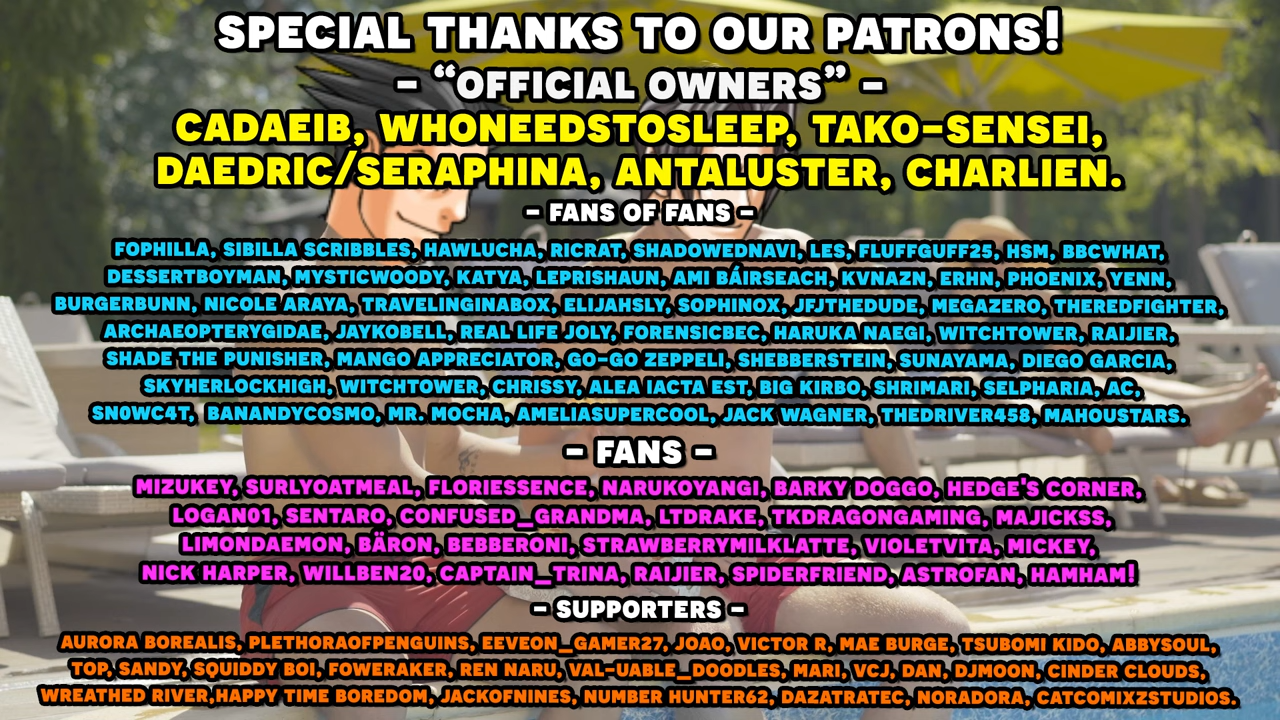 SPECIAL THANKS TO OUR PATRONS!
- “OFFICIAL OWNERS” -
CADAEIB, WHONEEDSTOSLEEP, TAKO-SENSEI,
DAEDRIC/SERAPHINA, ANTALUSTER, CHARLIEN.
- FANS OF FANS -
FOPHILLA, SIBILLA SCRIBBLES, HAWLUCHA, RICRAT, SHADOWEDNAVI, LES, FLUFFGUFF25, HSM, BBCWHAT,
DESSERTBOYMAN, MYSTICWOODY, KATYA, LEPRISHAUN, AMI BÁIRSEACH, KVNAZN, ERHN, PHOENIX, YENN,
BURGERBUNN, NICOLE ARAYA, TRAVELINGINABOX, ELIJAHSLY, SOPHINOX, JFJTHEDUDE, MEGAZERO, THEREDFIGHTER,
ARCHAEOPTERYGIDAE, JAYKOBELL, REAL LIFE JOLY, FORENSICBEC, HARUKA NAEGI, WITCHTOWER, RAIJIER,
SHADE THE PUNISHER, MANGO APPRECIATOR, GO-GO ZEPPELI, SHEBBERSTEIN, SUNAYAMA, DIEGO GARCIA,
SKYHERLOCKHIGH, WITCHTOWER, CHRISSY, ALEA IACTA EST, BIG KIRBO, SHRIMARI, SELPHARIA, AC,
SN0WC4T, BANANDYCOSMO, MR. MOCHA, AMELIASUPERCOOL, JACK WAGNER, THEDRIVER458, MAHOUSTARS.
- FANS -
MIZUKEY, SURLYOATMEAL, FLORIESSENCE, NARUKOYANGI, BARKY DOGGO, HEDGE'S CORNER,
LOGAN01, SENTARO, CONFUSED_GRANDMA, LTDRAKE, TKDRAGONGAMING, MAJICKSS,
LIMONDAEMON, BÄRON, BEBBERONI, STRAWBERRYMILKLATTE, VIOLETVITA, MICKEY,
NICK HARPER, WILLBEN20, CAPTAIN_TRINA, RAIJIER, SPIDERFRIEND, ASTROFAN, HAMHAM!
- SUPPORTERS -
AURORA BOREALIS, PLETHORAOFPENGUINS, EEVEON_GAMER27, JOAO, VICTOR R, MAE BURGE, TSUBOMI KIDO, ABBYSOUL,
TOP, SANDY, SQUIDDY BOI, FOWERAKER, REN NARU, VAL-UABLE_DOODLES, MARI, VCJ, DAN, DJMOON, CINDER CLOUDS,
WREATHED RIVER,HAPPY TIME BOREDOM, JACKOFNINES, NUMBER HUNTER62, DAZATRATEC, NORADORA, CATCOMIXZSTUDIOS.